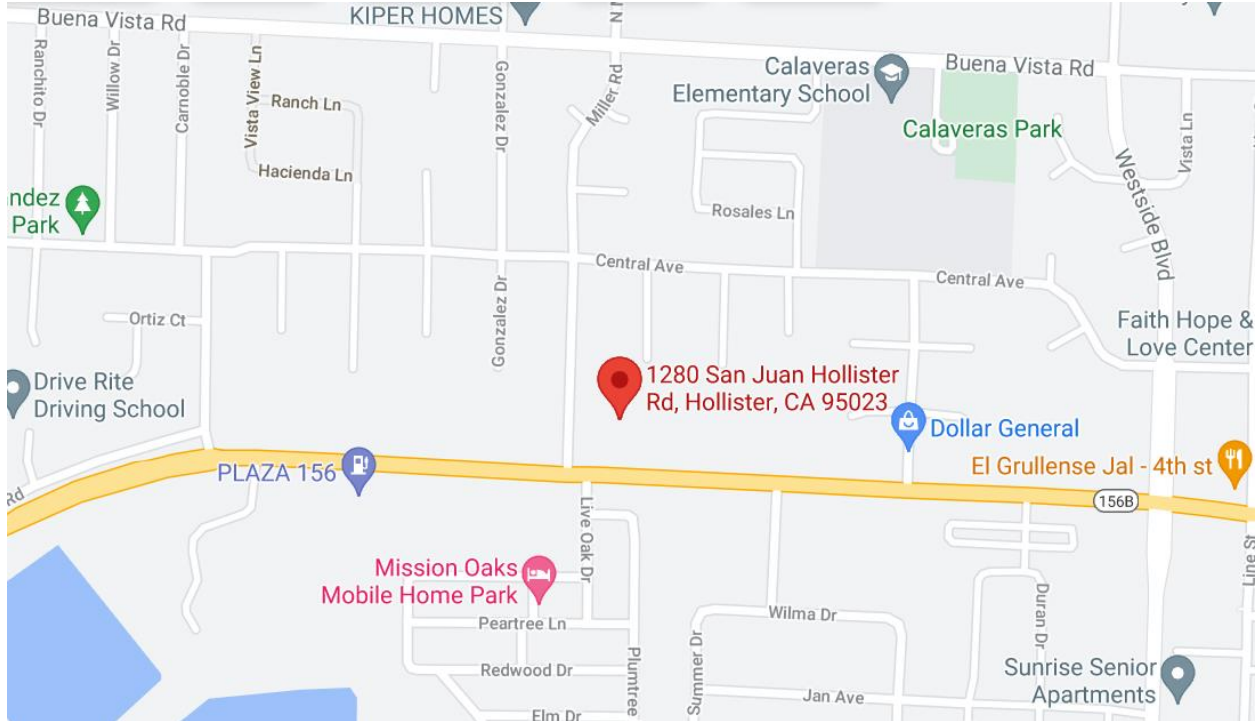 Buena Vista Rd
KIPER HOMES
N M
Ranchito Dr
Willow Dr
Carnoble Dr
Vista View Ln
Ranch Ln
Hacienda Ln
Gonzalez Dr
Miller Rd
Calaveras
Elementary School
Buena Vista Rd
Calaveras Park
Westside Blvd
Vista Ln
ndez
Park
Rosales Ln
Central Ave
Central Ave
Ortiz Ct
Gonzalez Dr
Faith Hope &
Love Center
Drive Rite
Driving School
1280 San Juan Hollister
Rd, Hollister, CA 95023
Dollar General
PLAZA 156
El Grullense Jal - 4th st
Rd
156B
Live Oak Dr
Mission Oaks
Mobile Home Park
Peartree Ln
Redwood Dr
Elm Dr
Plumtree
Summer Dr
Wilma Dr
Jan Ave
Duran Dr
Line St
Sunrise Senior
Apartments